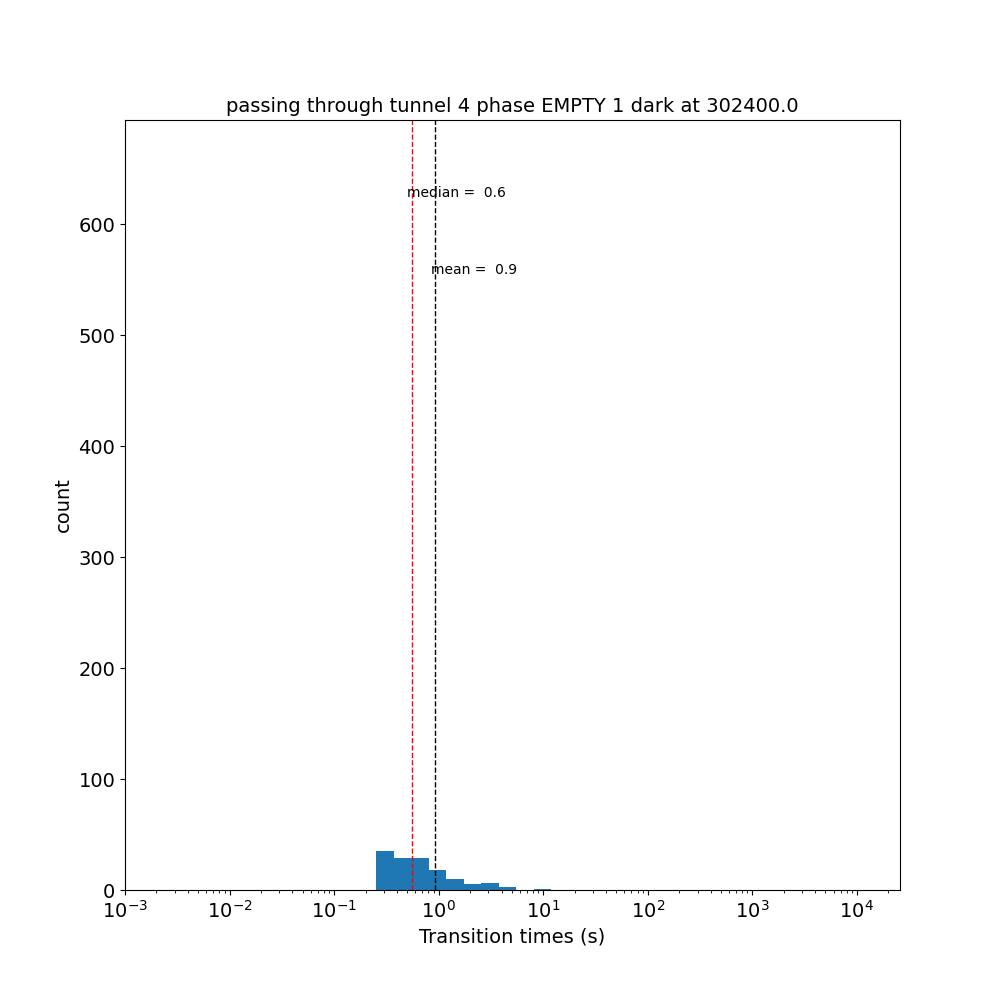 passing through tunnel 4 phase EMPTY 1 dark at 302400.0
median =  0.6
mean =  0.9
600
500
400
300
200
100
0
count
10⁻³ 10⁻² 10⁻¹ 10⁰ 10¹ 10² 10³ 10⁴
Transition times (s)